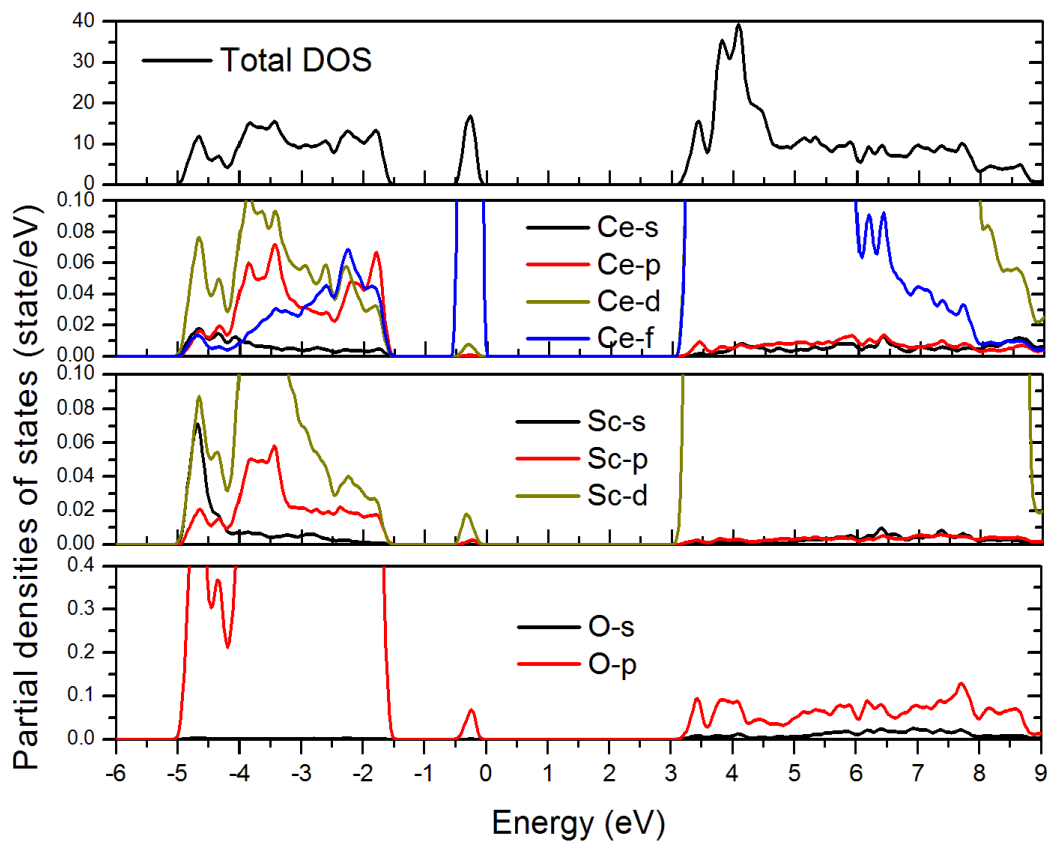 40
Total DOS
30
20
10
0
0.10
Ce-s
0.08
Ce-p
0.06
Ce-d
0.04
Ce-f
0.02
0.00
0.10
Sc-s
0.08
Sc-p
0.06
Sc-d
0.04
0.02
0.00
0.4
0.3
O-s
0.2
O-p
0.1
0.0
Partial densities of states (state/eV)
-6 -5 -4 -3 -2 -1 0 1 2 3 4 5 6 7 8 9
Energy (eV)